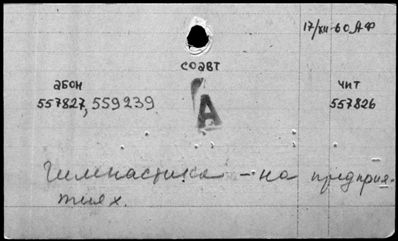 17/XII-60 АФ
соавт
абон
557827, 559239
А
чит
557826
Гимнастика - на предприя-
тиях.